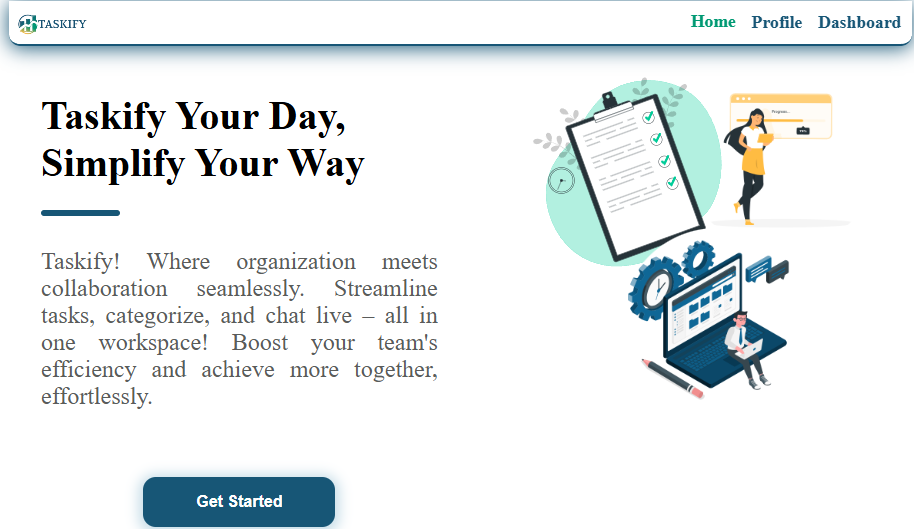 TASKIFY
Home Profile Dashboard
Taskify Your Day,
Simplify Your Way
Taskify! Where organization meets
collaboration seamlessly. Streamline
tasks, categorize, and chat live – all in
one workspace! Boost your team's
efficiency and achieve more together,
effortlessly.
Get Started